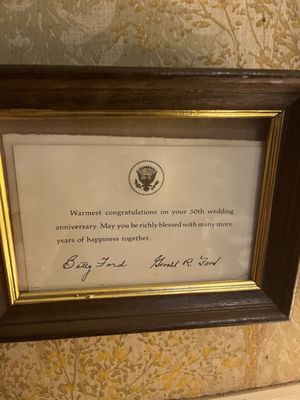 Warmest congratulations on your 50th wedding
anniversary. May you be richly blessed with many more
years of happiness together.
Betty Ford Gerald R. Ford